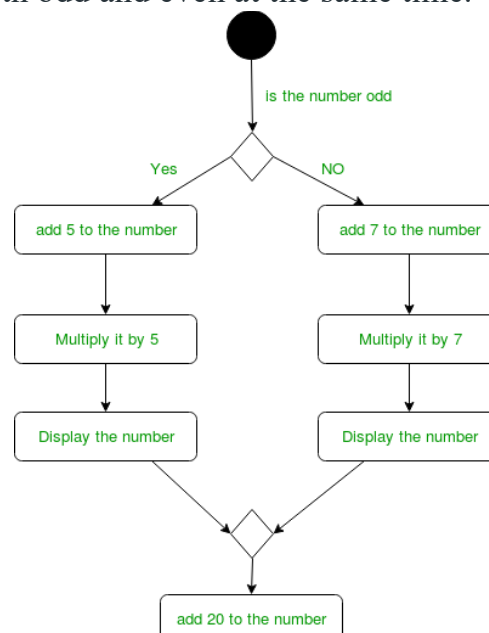 th odd and even at the same time.
is the number odd
Yes
NO
add 5 to the number
add 7 to the number
Multiply it by 5
Multiply it by 7
Display the number
Display the number
add 20 to the number